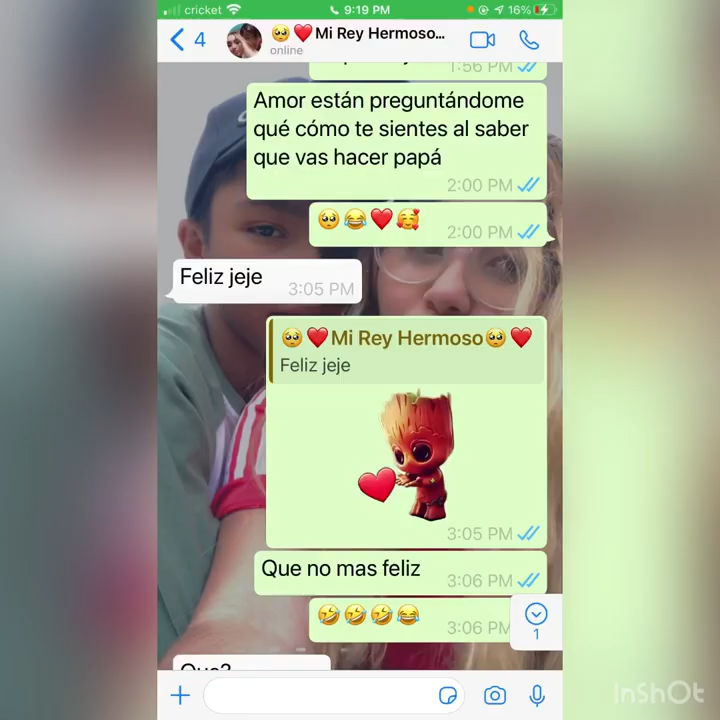 cricket 9:19 PM 16%
4 🥺❤️Mi Rey Hermoso...
online
1:56 PM
Amor están preguntándome
qué cómo te sientes al saber
que vas hacer papá
2:00 PM
🥺😂❤️🥰
2:00 PM
Feliz jeje
3:05 PM
🥺❤️Mi Rey Hermoso🥺❤️
Feliz jeje
3:05 PM
Que no mas feliz
3:06 PM
🤣🤣🤣😂
3:06 PM
1
Que?
InShOt